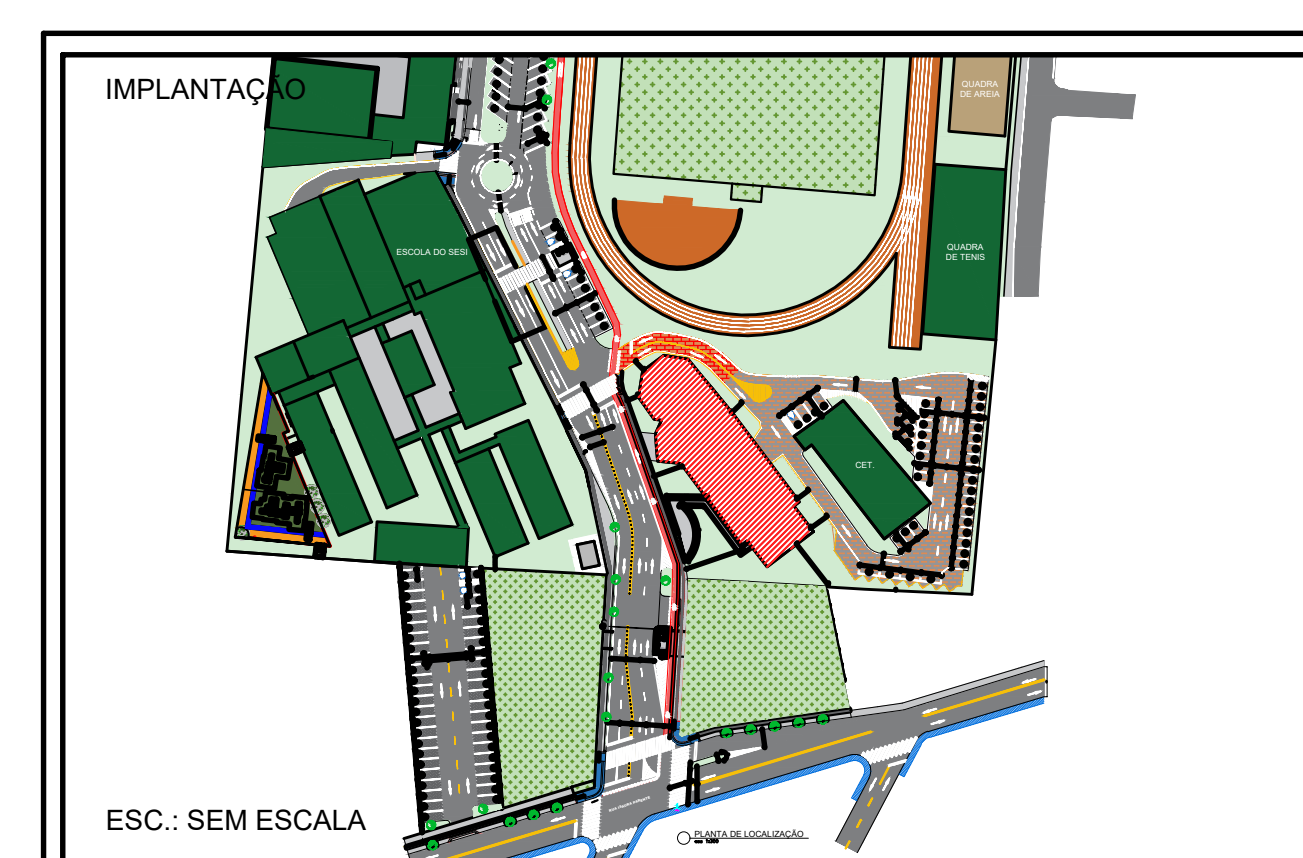 IMPLANTAÇÃO
QUADRA
DE AREIA
ESCOLA DO SESI
QUADRA
DE TENIS
CET.
ESC.: SEM ESCALA
PLANTA DE LOCALIZAÇÃO